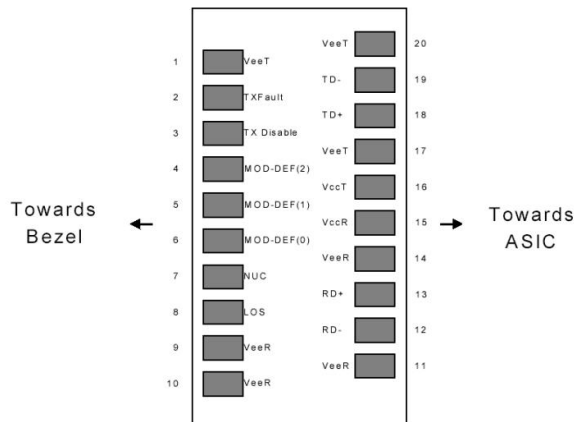 VeeT 20
1 VeeT
TD- 19
2 TXFault
TD+ 18
3 TX Disable
VeeT 17
4 MOD-DEF(2)
VccT 16
5 MOD-DEF(1)
Towards
Bezel
VccR 15
Towards
ASIC
6 MOD-DEF(0)
VeeR 14
7 NUC
RD+ 13
8 LOS
RD- 12
9 VeeR
VeeR 11
10 VeeR